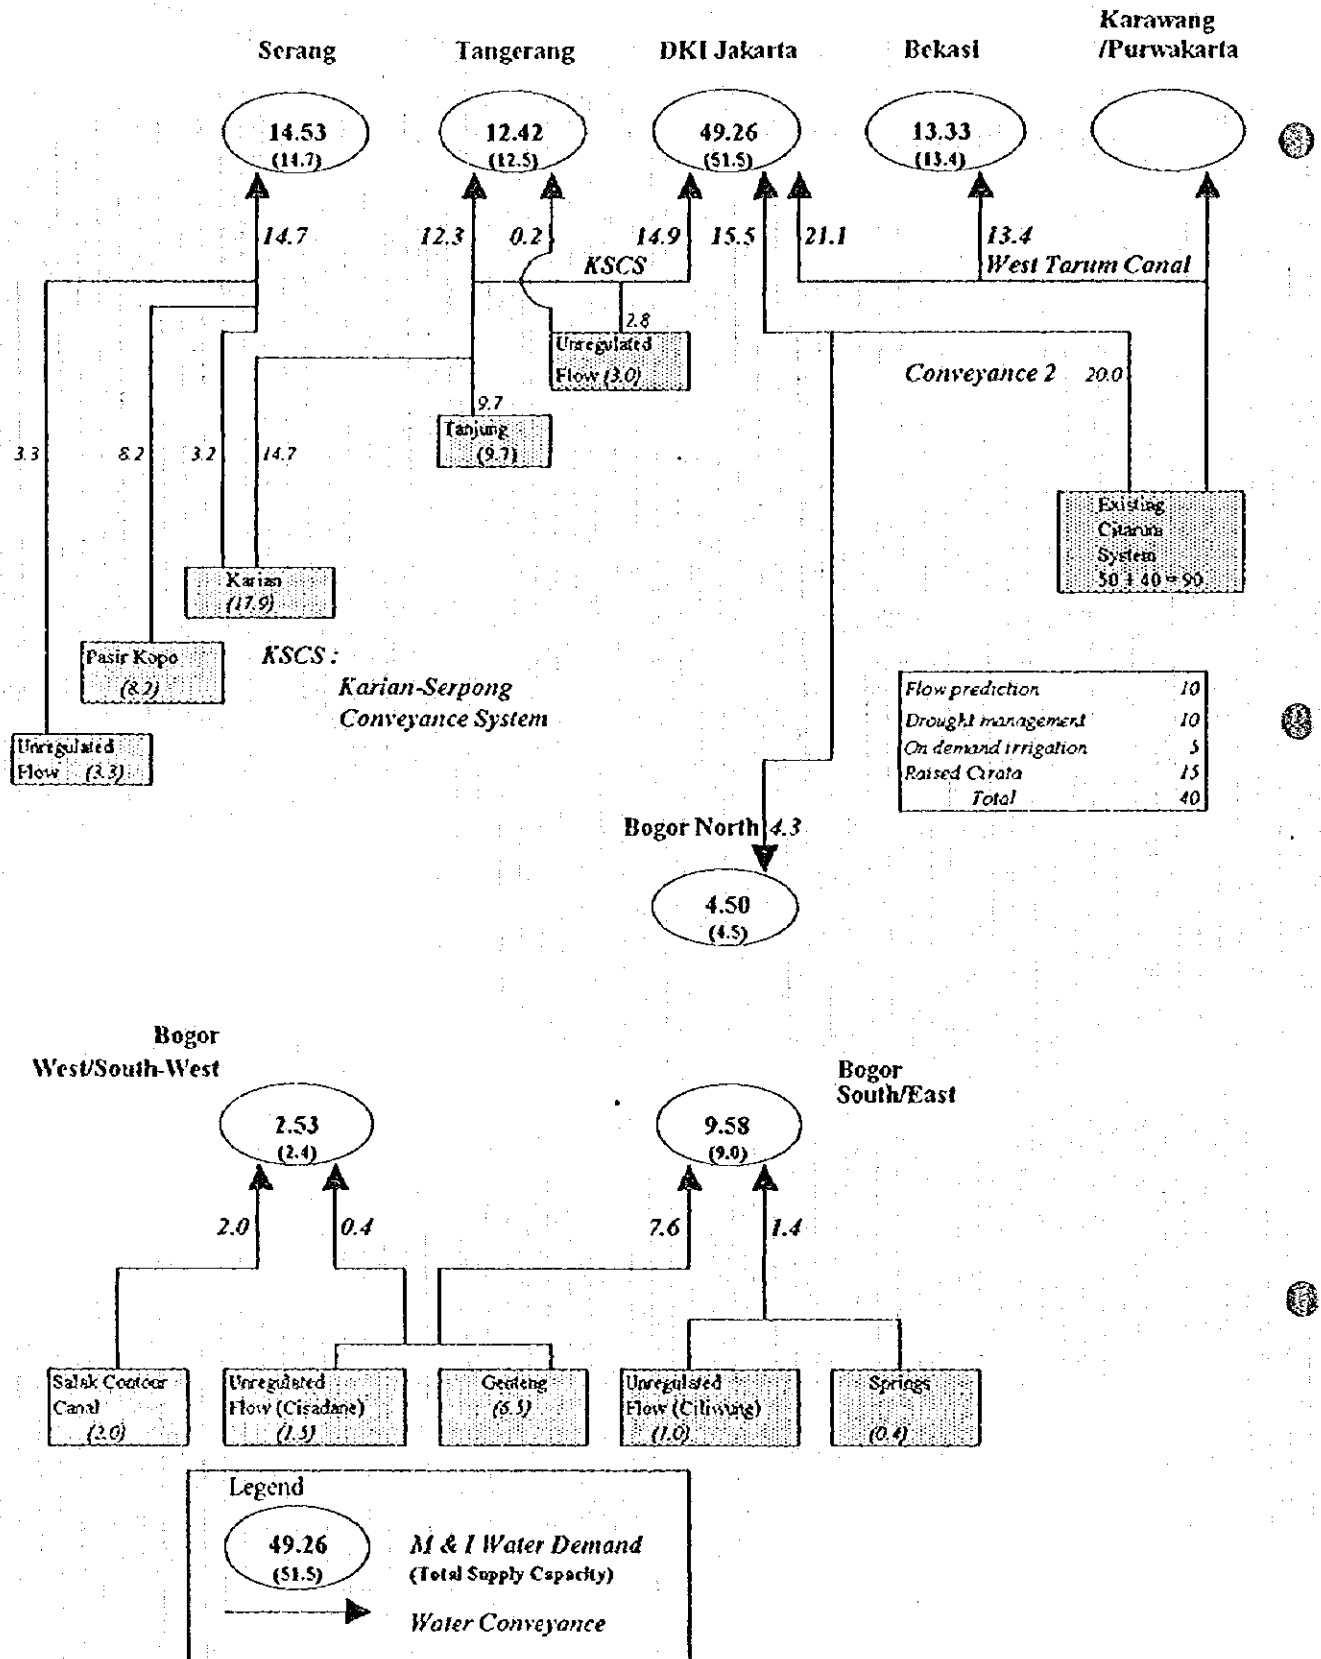 Karawang
Serang Tangerang DKI Jakarta Bekasi /Purwakarta
14.53 12.42 49.26 13.33
(14.7) (12.5) (51.5) (13.4)
14.7 12.3 0.2 14.9 15.5 21.1 13.4
KSCS West Tarum Canal
2.8
Unregulated
Flow (3.0)
Conveyance 2 20.0
9.7
Tanjung
(9.7)
3.3 8.2 3.2 14.7
Existing
Citarum
System
50 + 40 = 90
Karian
(17.9)
Pasir Kopo
(8.2)
KSCS :
Karian-Serpong
Conveyance System
Unregulated
Flow (3.3)
Flow prediction 10
Drought management 10
On demand irrigation 5
Raised Cirata 15
Total 40
Bogor North 4.3
4.50
(4.5)
Bogor
West/South-West
Bogor
South/East
2.53 9.58
(2.4) (9.0)
2.0 0.4 7.6 1.4
Salak Contour
Canal
(2.0)
Unregulated
Flow (Cisadane)
(1.5)
Genteng
(6.5)
Unregulated
Flow (Ciliwung)
(1.0)
Springs
(0.4)
Legend
49.26 M & I Water Demand
(51.5) (Total Supply Capacity)
Water Conveyance